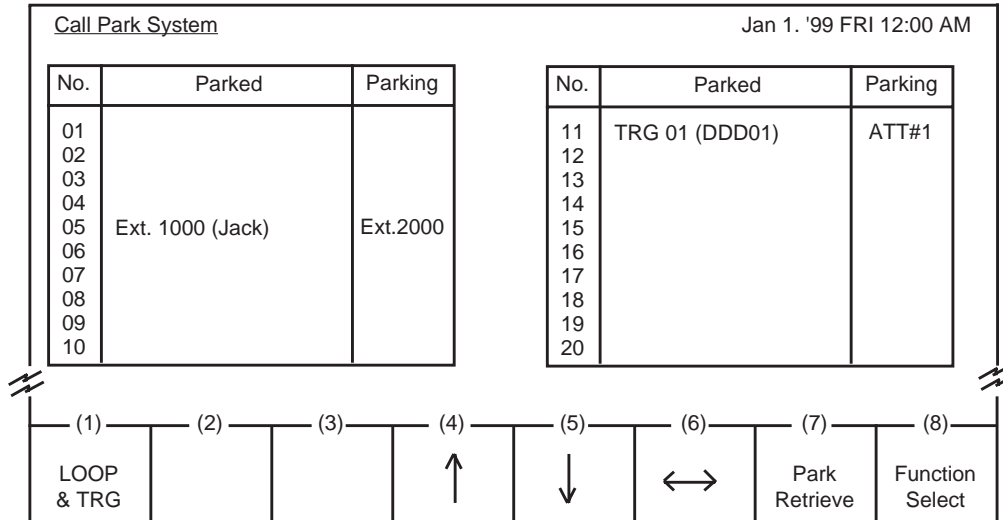 Call Park System Jan 1. '99 FRI 12:00 AM
No. Parked Parking No. Parked Parking
01 11 TRG 01 (DDD01) ATT#1
02 12
03 13
04 14
05 Ext. 1000 (Jack) Ext.2000 15
06 16
07 17
08 18
09 19
10 20
(1) (2) (3) (4) (5) (6) (7) (8)
LOOP Park Function
& TRG Retrieve Select